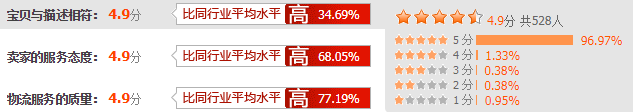 宝贝与描述相符： 4.9分 比同行业平均水平 高 34.69%
卖家的服务态度： 4.9分 比同行业平均水平 高 68.05%
物流服务的质量： 4.9分 比同行业平均水平 高 77.19%
4.9分 共528人
5分 96.97%
4分 1.33%
3分 0.38%
2分 0.38%
1分 0.95%